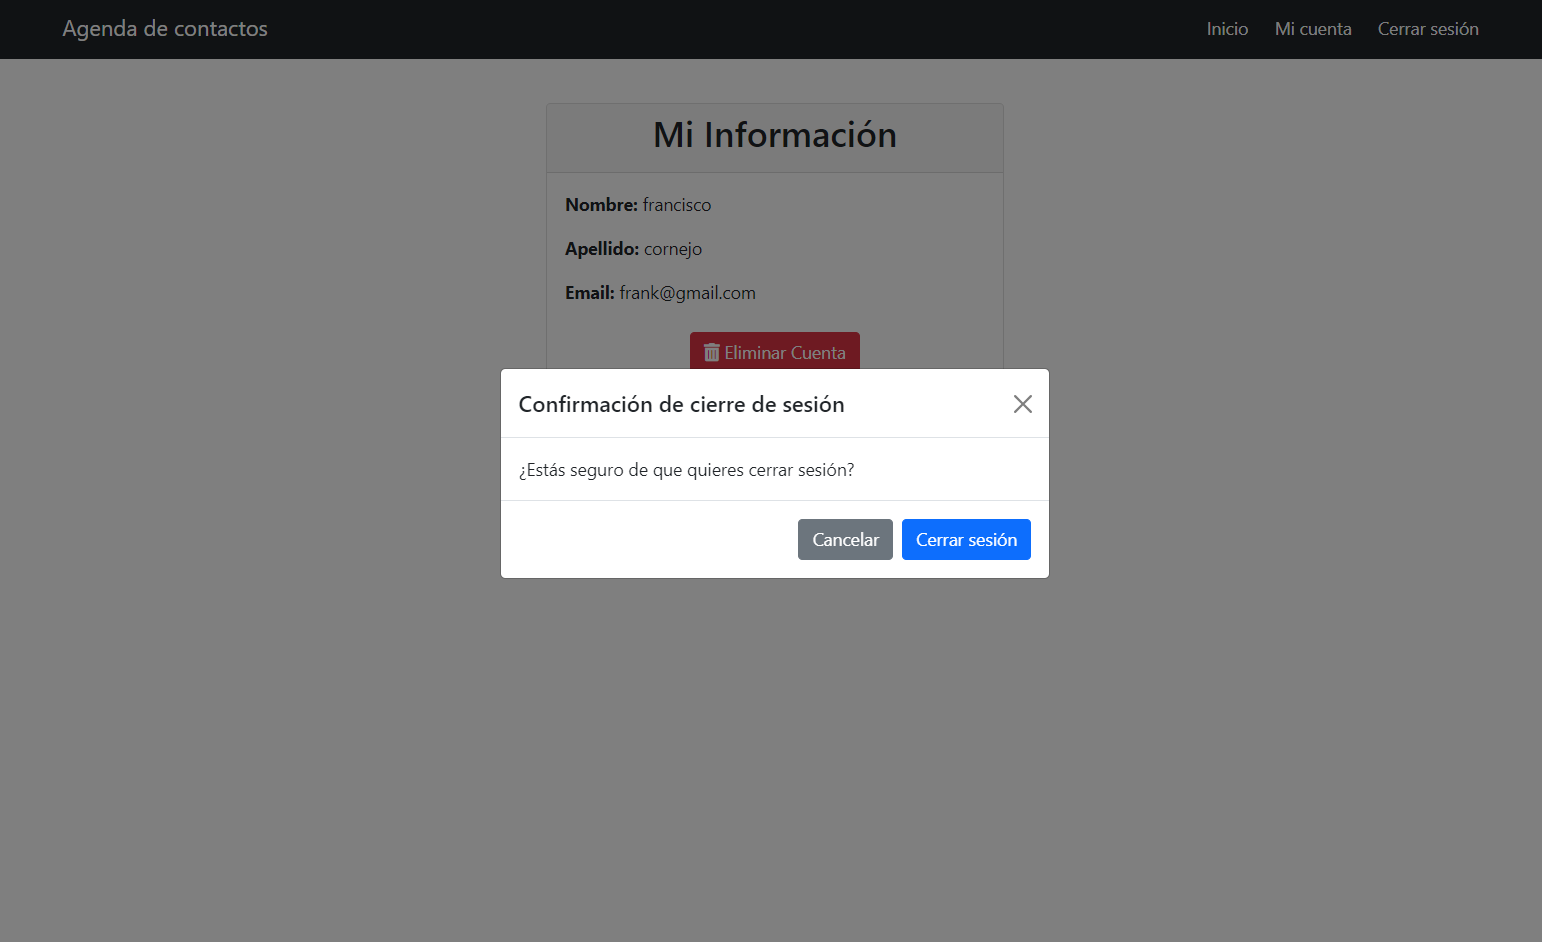 Agenda de contactos
Inicio Mi cuenta Cerrar sesión
Mi Información
Nombre: francisco
Apellido: cornejo
Email: frank@gmail.com
Eliminar Cuenta
Confirmación de cierre de sesión
¿Estás seguro de que quieres cerrar sesión?
Cancelar Cerrar sesión